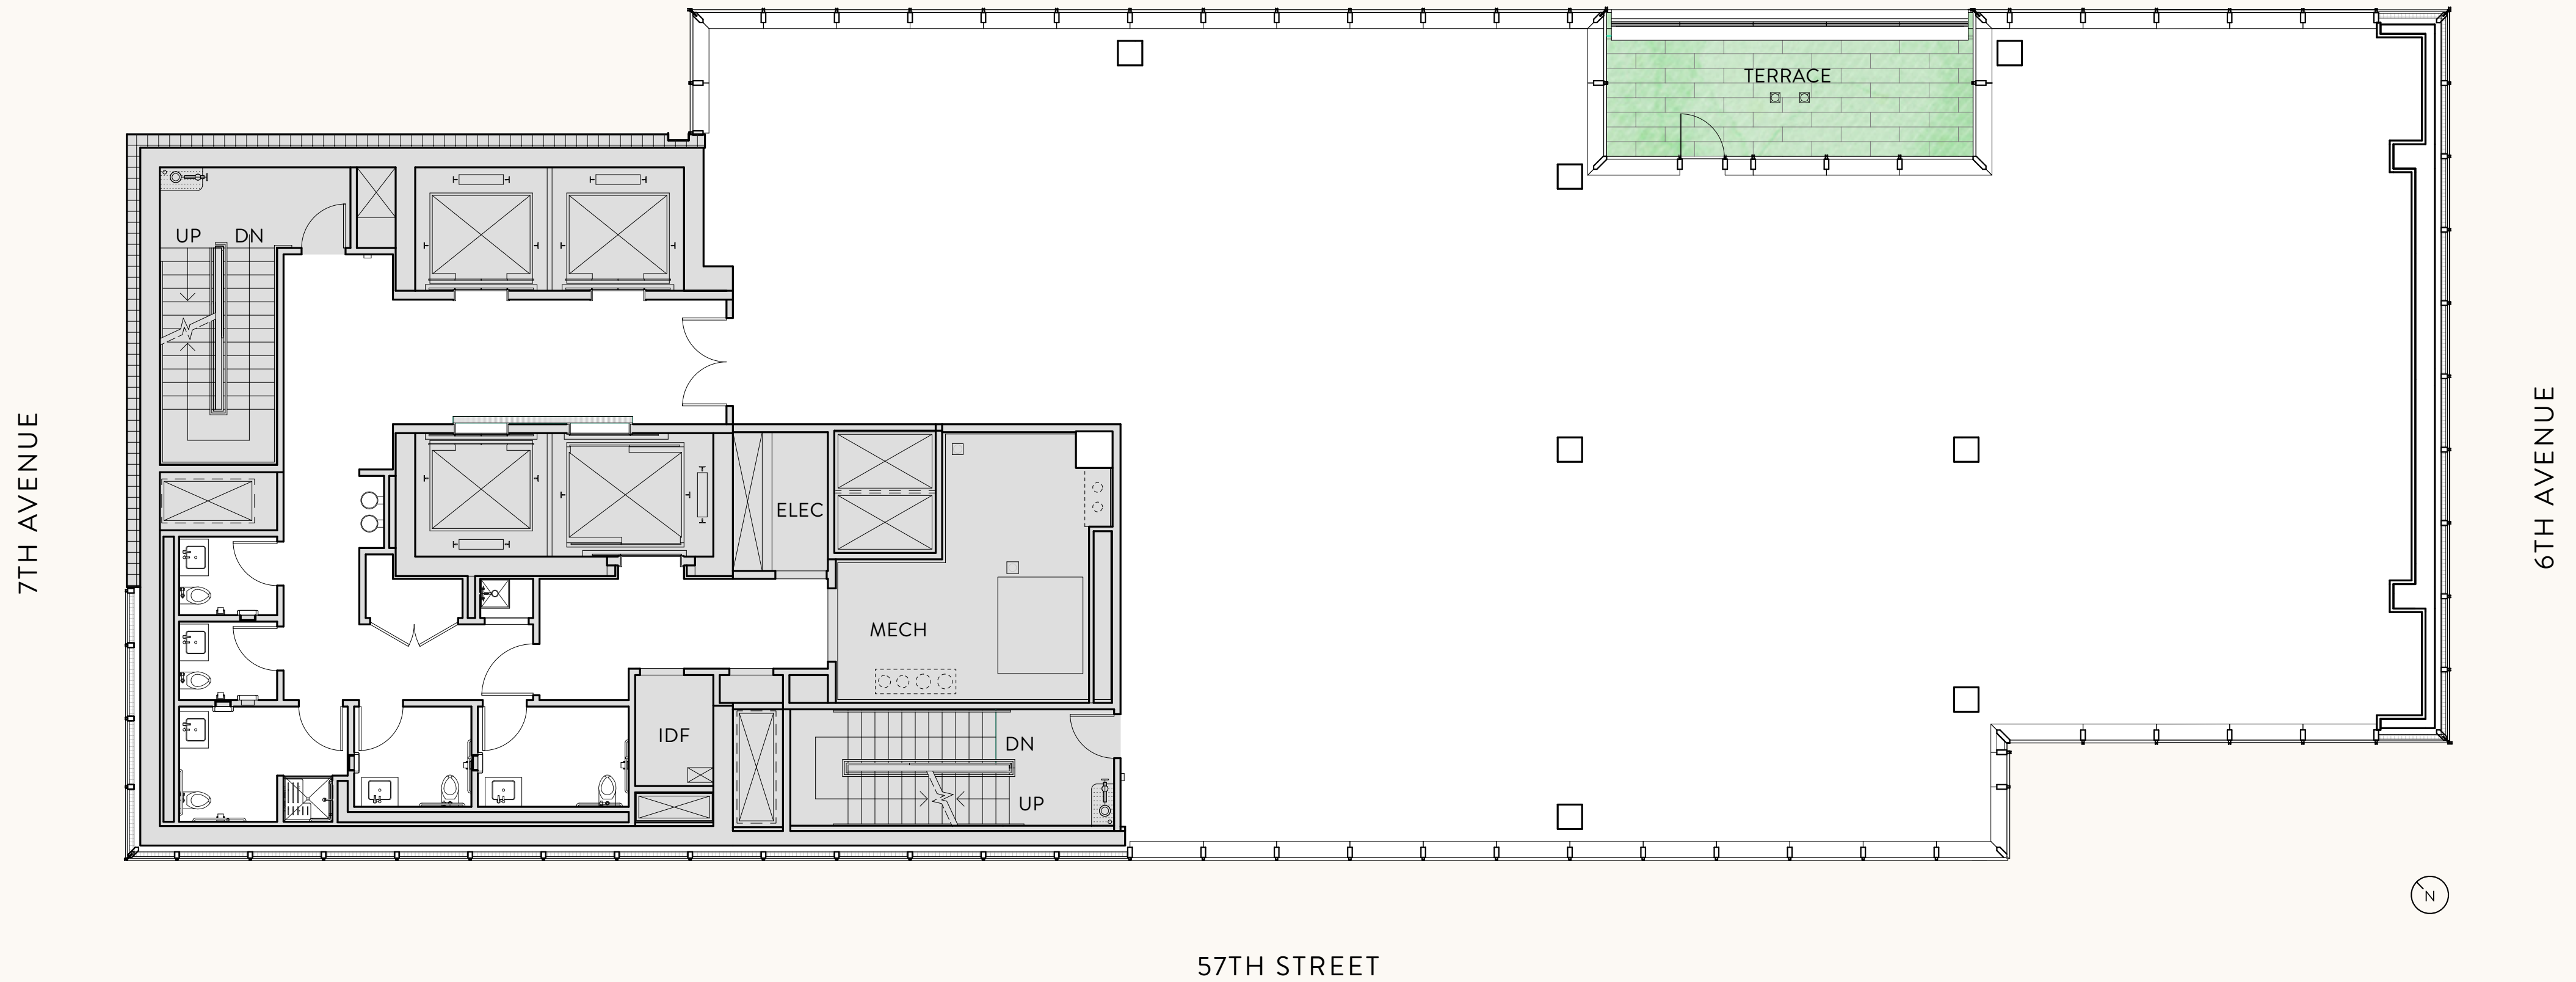 TERRACE
UP
DN
7TH AVENUE
6TH AVENUE
ELEC
MECH
IDF
DN
UP
N
57TH STREET